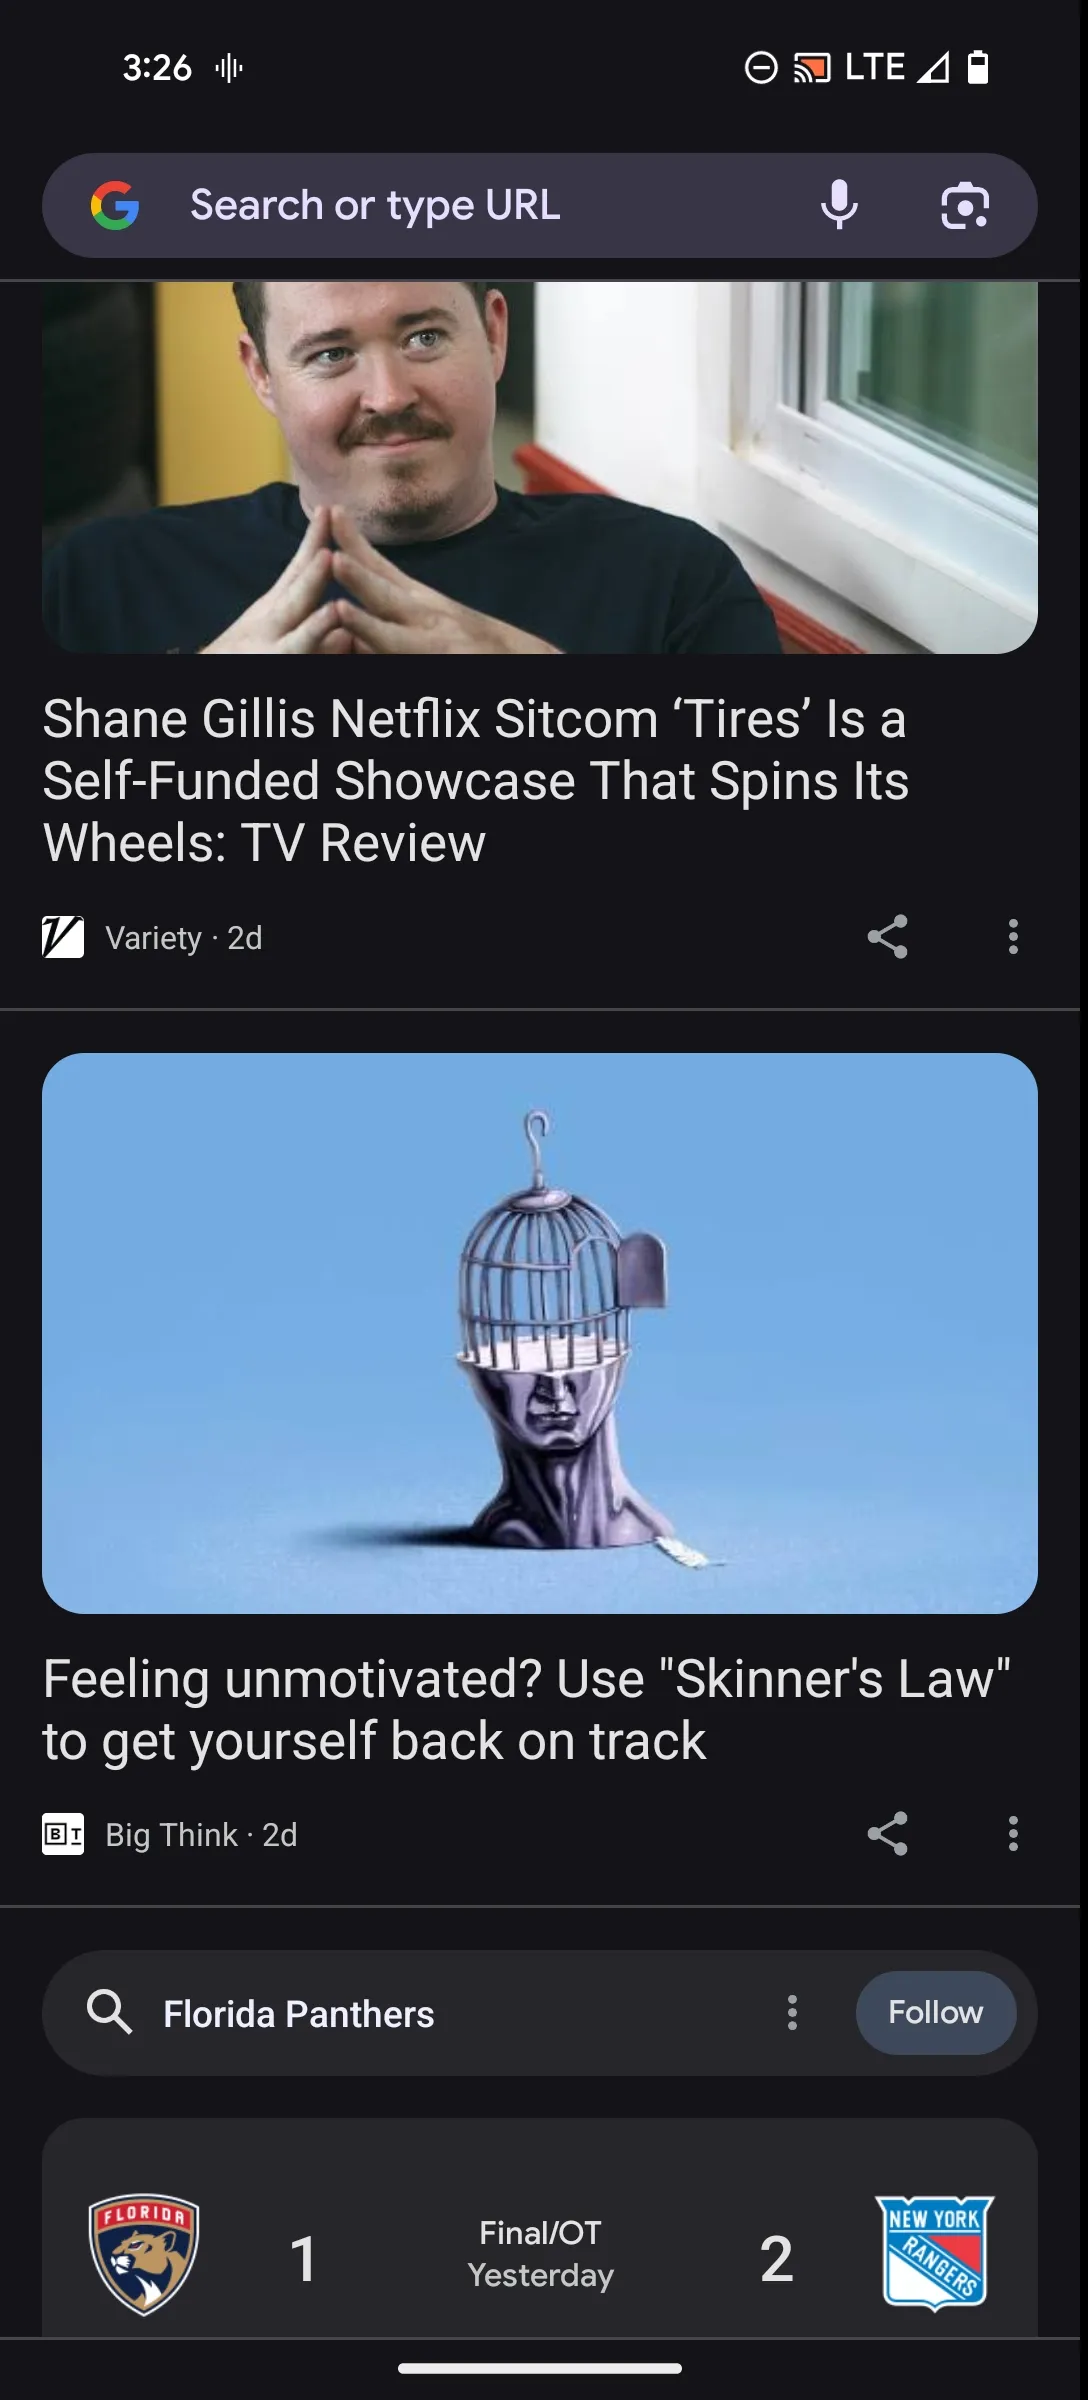 3:26
LTE
Search or type URL
Shane Gillis Netflix Sitcom ‘Tires’ Is a
Self-Funded Showcase That Spins Its
Wheels: TV Review
Variety · 2d
Feeling unmotivated? Use "Skinner's Law"
to get yourself back on track
B T
Big Think · 2d
Florida Panthers
Follow
FLORIDA
1
Final/OT
Yesterday
2
NEW YORK
RANGERS